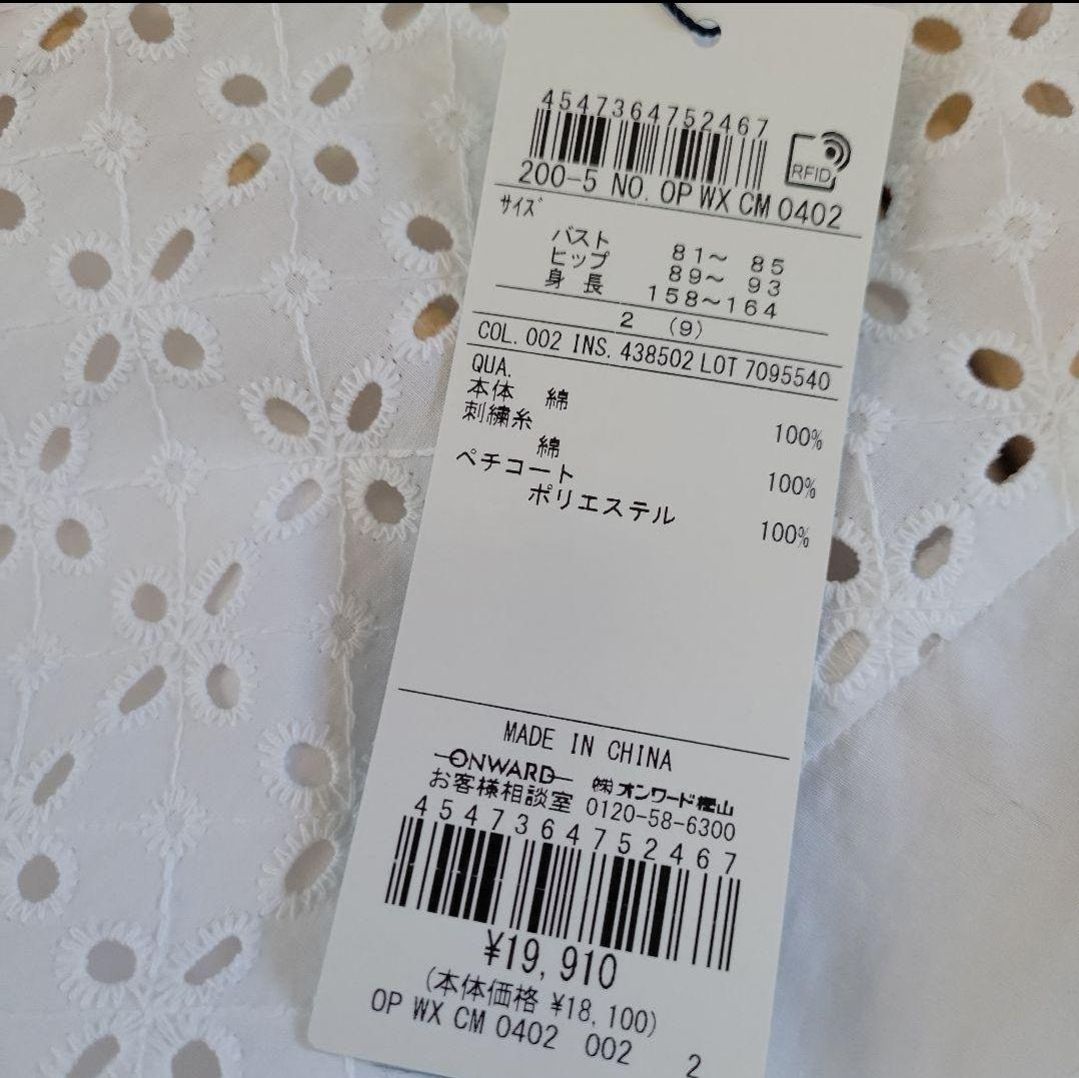 4547364752467
RFID
200-5 NO. OP WX CM 0402
サイズ
バスト 81～ 85
ヒップ 89～ 93
身 長 158～164
2 (9)
COL. 002 INS. 438502 LOT 7095540
QUA.
本体 綿 100%
刺繍糸
綿 100%
ペチコート
ポリエステル 100%
MADE IN CHINA
ONWARD ㈱オンワード樫山
お客様相談室 0120-58-6300
4547364752467
¥19,910
(本体価格 ¥18,100)
OP WX CM 0402 002 2